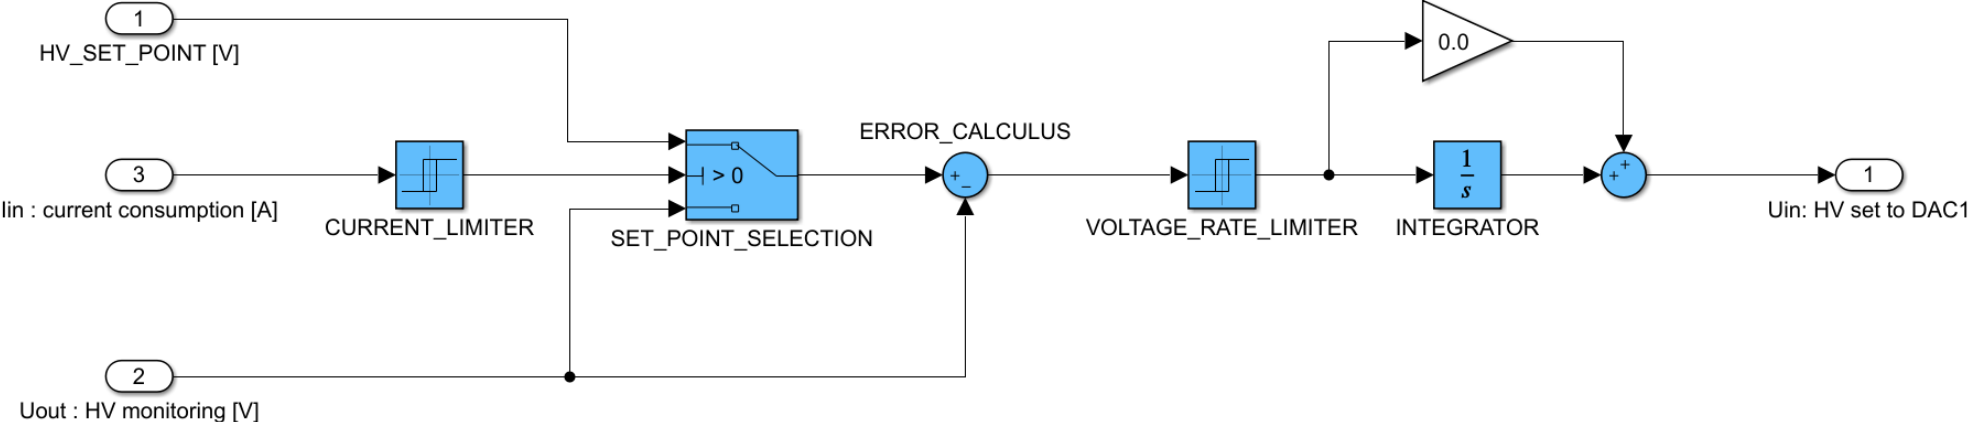 1
HV_SET_POINT [V]
0.0
ERROR_CALCULUS
3
> 0
+
−
1
s
+
+
1
Iin : current consumption [A]
CURRENT_LIMITER
SET_POINT_SELECTION
VOLTAGE_RATE_LIMITER
INTEGRATOR
Uin: HV set to DAC1
2
Uout : HV monitoring [V]